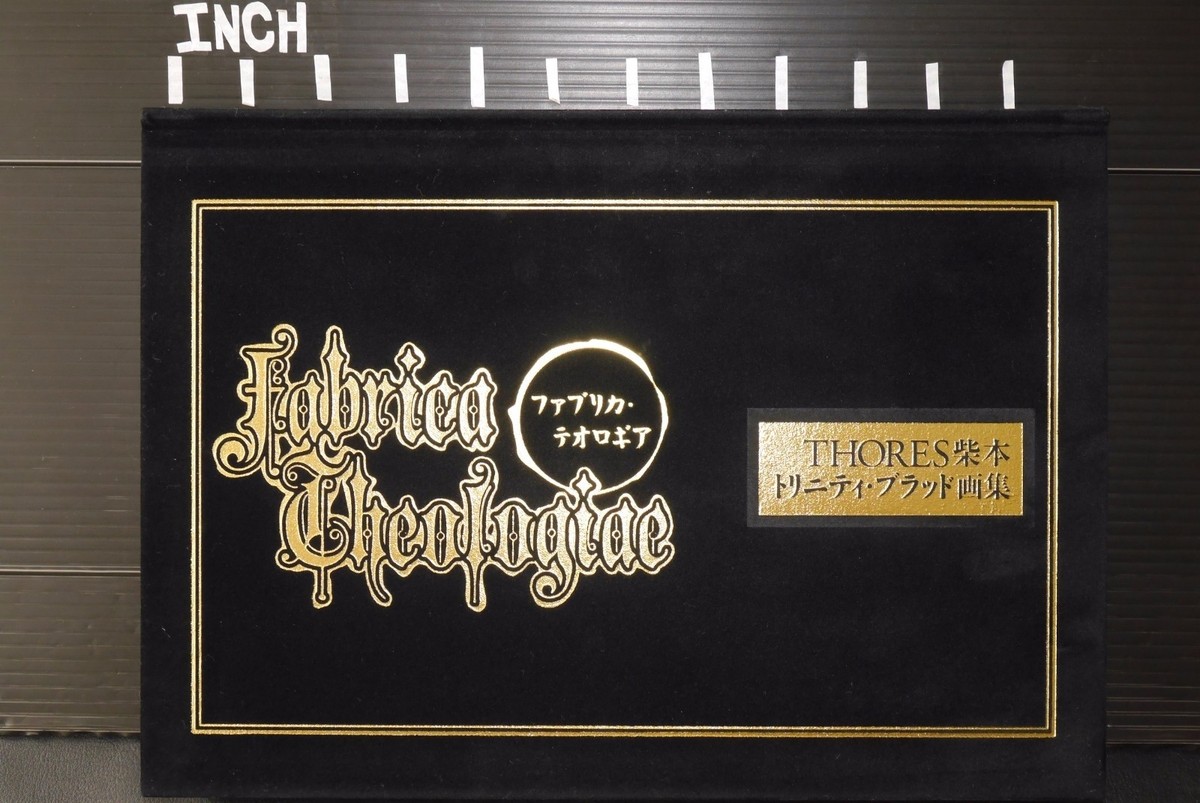 INCH
Fabrica
ファブリカ・
テオロギア
Theologiae
THORES柴本
トリニティ・ブラッド画集